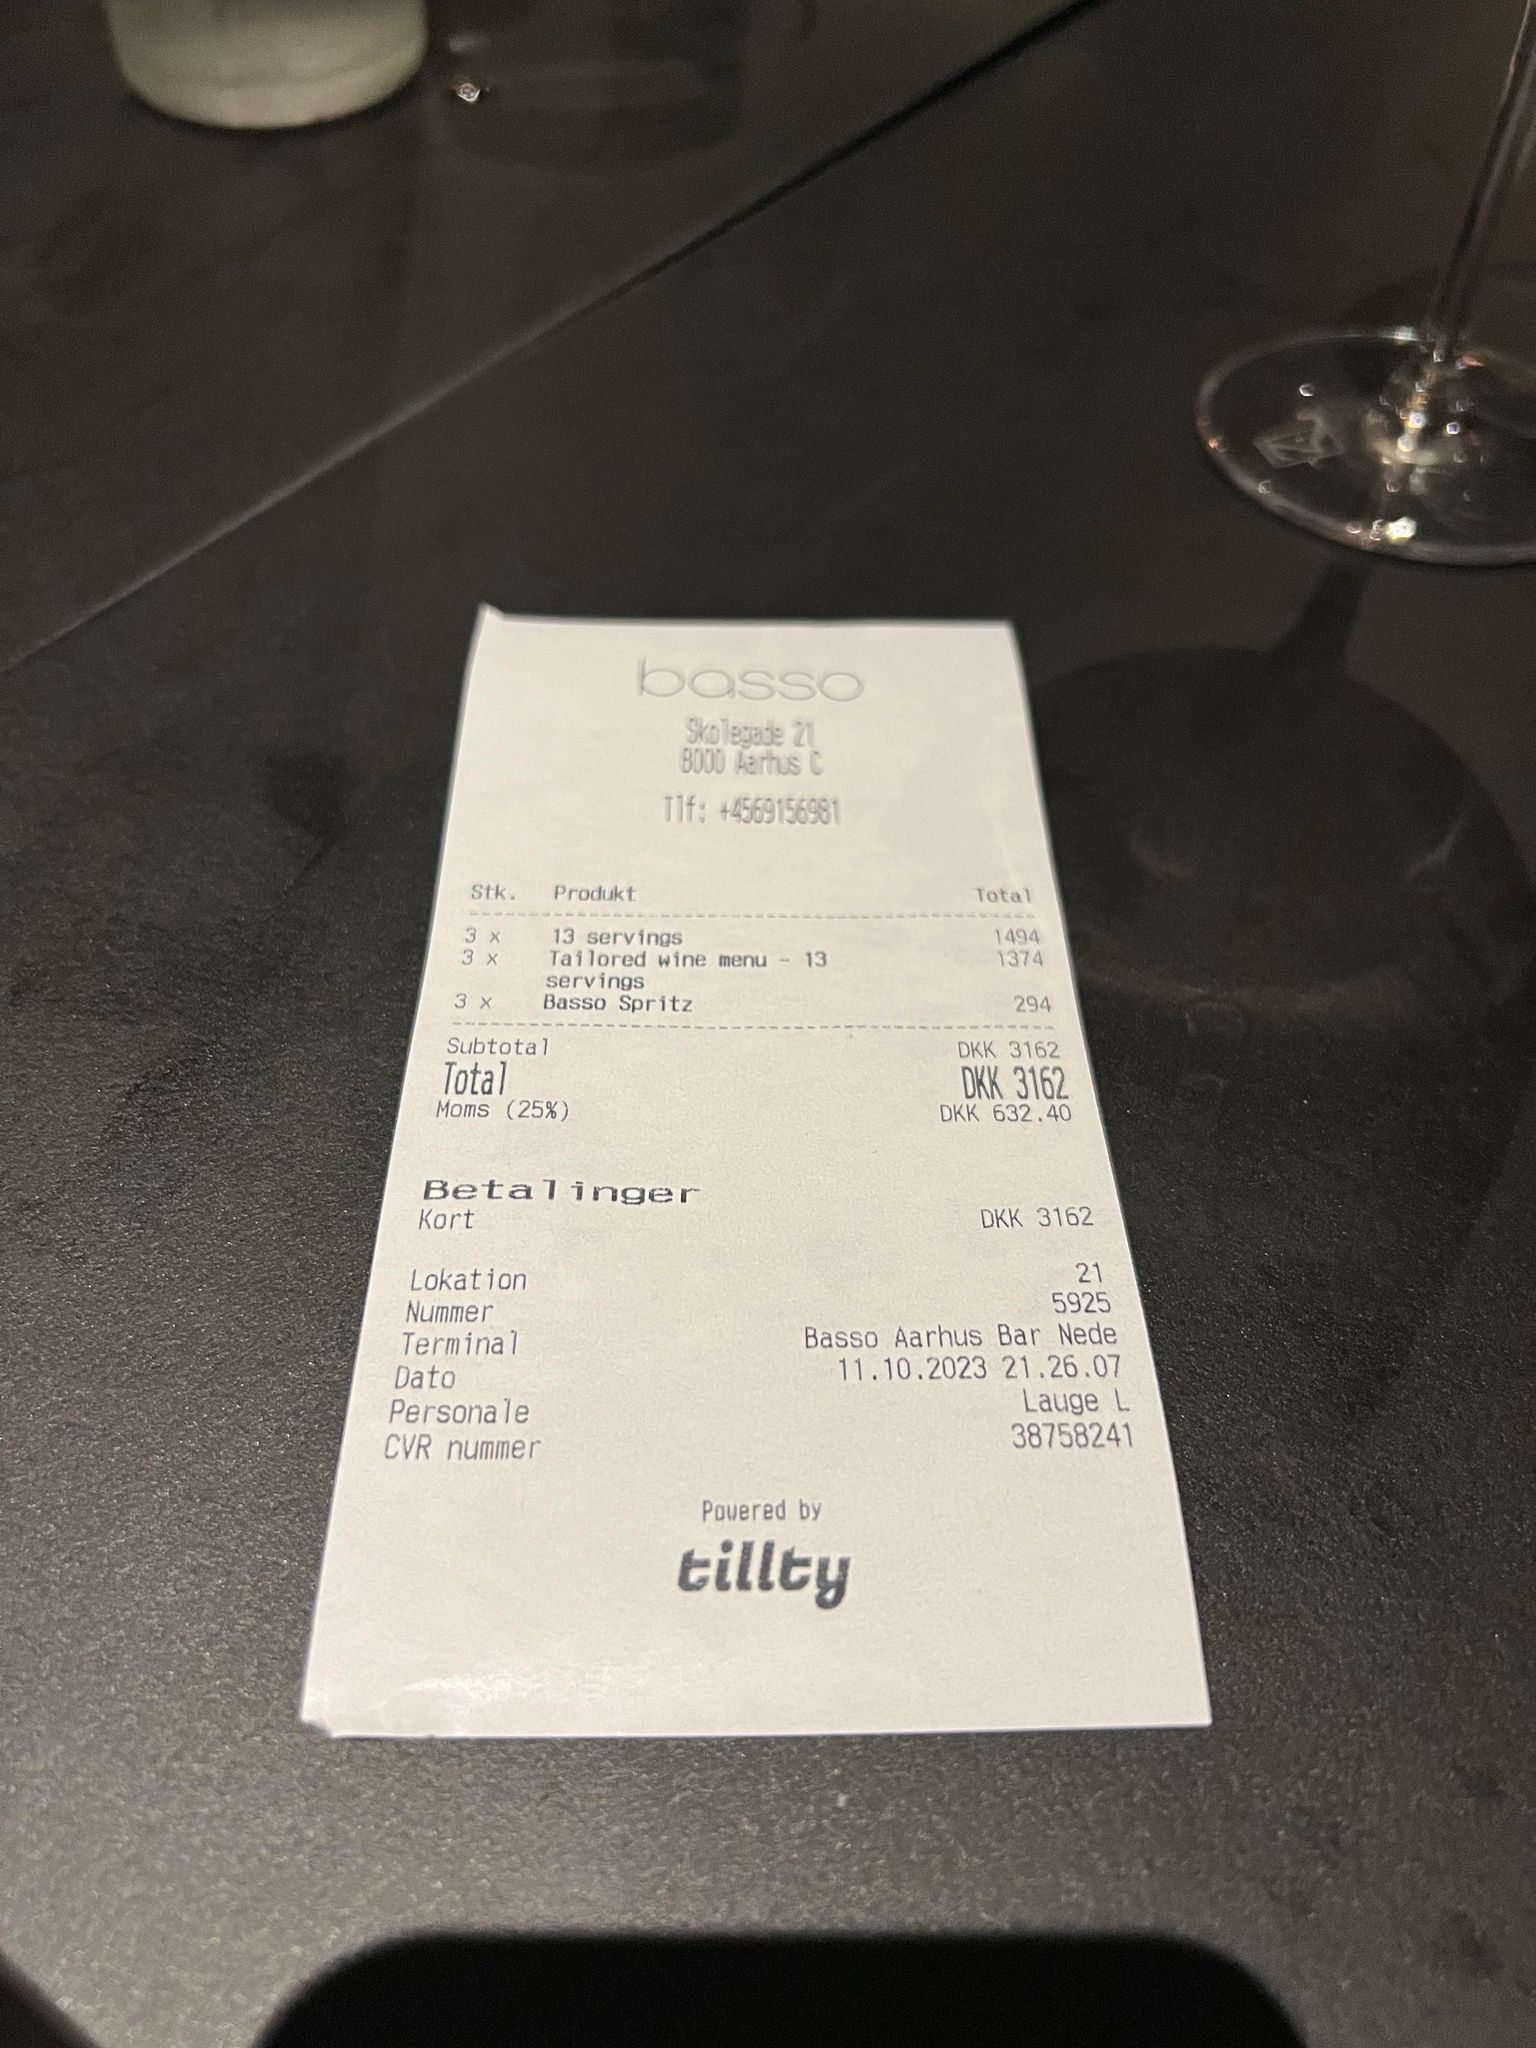 basso
Skolegade 21
8000 Aarhus C
Tlf: +4569156981
Stk. Produkt Total
3 x 13 servings 1494
3 x Tailored wine menu - 13 1374
servings
3 x Basso Spritz 294
Subtotal DKK 3162
Total DKK 3162
Moms (25%) DKK 632.40
Betalinger
Kort DKK 3162
Lokation 21
Nummer 5925
Terminal Basso Aarhus Bar Nede
Dato 11.10.2023 21.26.07
Personale Lauge L
CVR nummer 38758241
Powered by
tillty